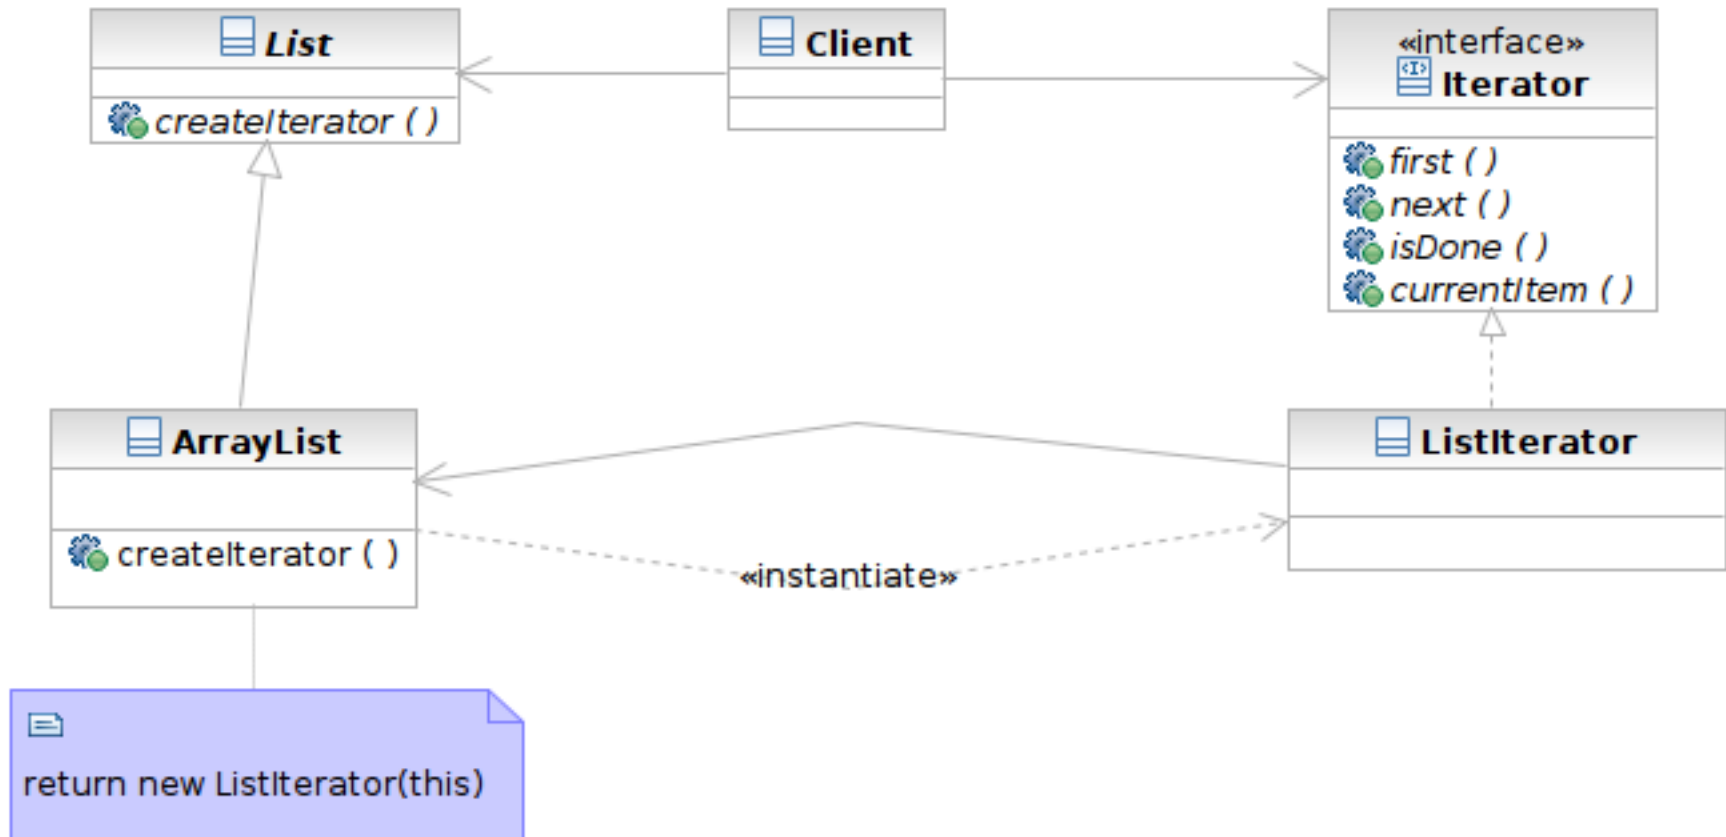 List
createIterator ( )
Client
«interface»
Iterator
first ( )
next ( )
isDone ( )
currentItem ( )
ArrayList
createIterator ( )
ListIterator
«instantiate»
return new ListIterator(this)